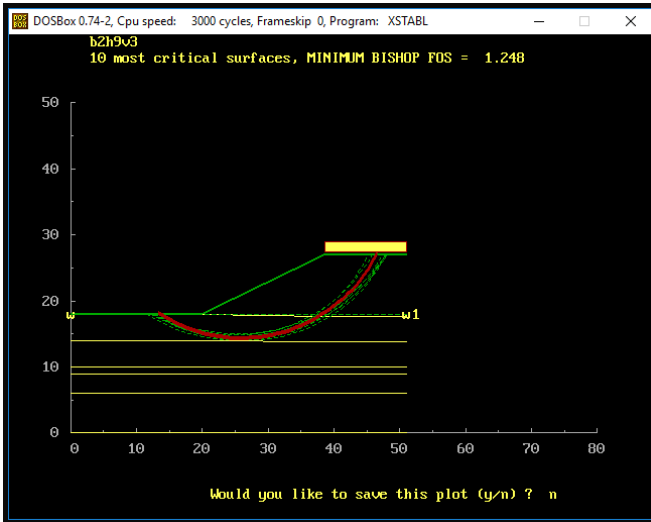 DOSBox 0.74-2, Cpu speed: 3000 cycles, Frameskip 0, Program: XSTABL
b2h9v3
10 most critical surfaces, MINIMUM BISHOP FOS = 1.248
50
40
30
20
w w1
10
0
0 10 20 30 40 50 60 70 80
Would you like to save this plot (y/n) ? n